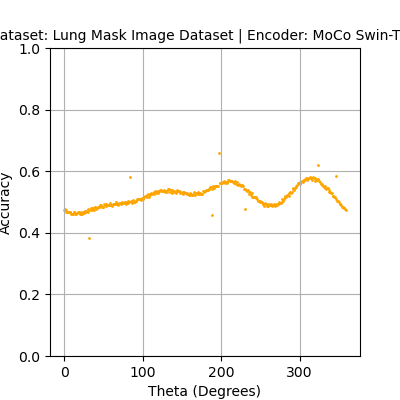 ataset: Lung Mask Image Dataset | Encoder: MoCo Swin-T
1.0
0.8
0.6
0.4
0.2
0.0
Accuracy
0 100 200 300
Theta (Degrees)